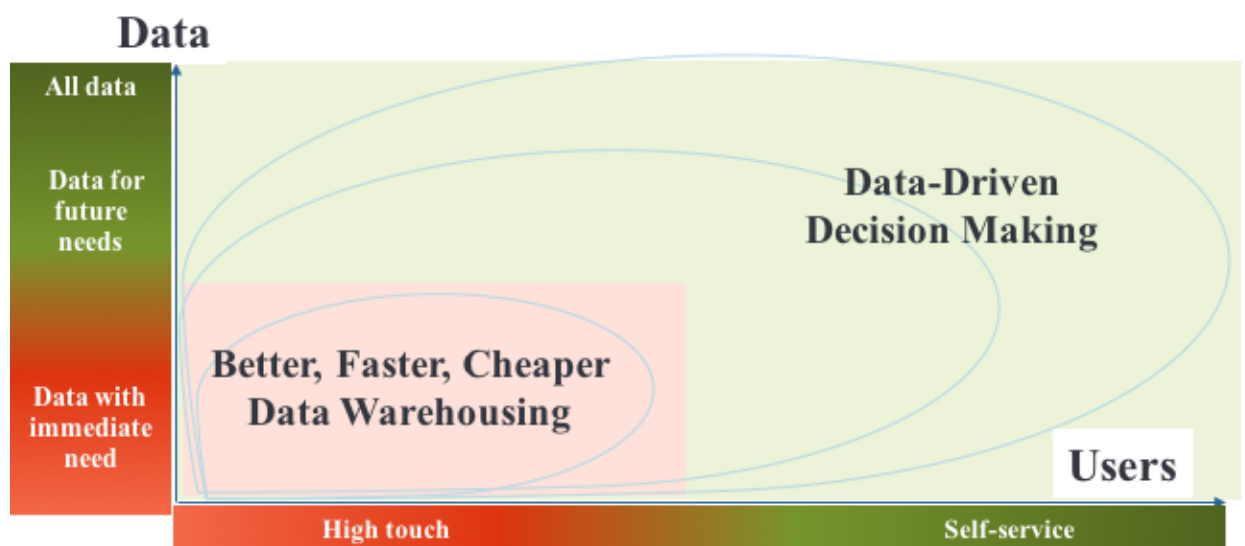 Data
All data
Data for
future
needs
Data with
immediate
need
Data-Driven
Decision Making
Better, Faster, Cheaper
Data Warehousing
Users
High touch
Self-service